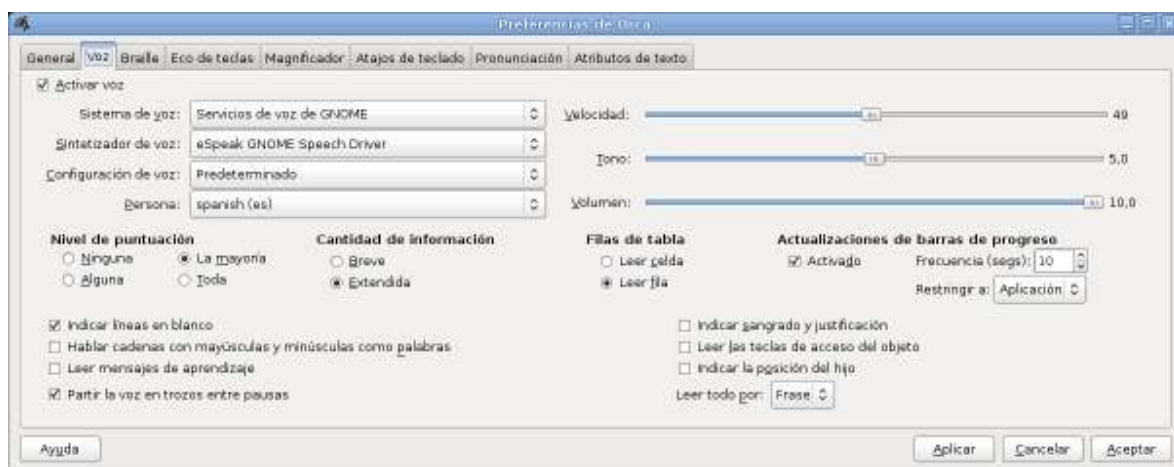 Preferencias de Orca
General Voz Braille Eco de teclas Magnificador Atajos de teclado Pronunciación Atributos de texto
Activar voz
Sistema de voz: Servicios de voz de GNOME Velocidad: 49
Sintetizador de voz: eSpeak GNOME Speech Driver
Tono: 5,0
Configuración de voz: Predeterminado
Persona: spanish (es) Volumen: 10,0
Nivel de puntuación Cantidad de información Filas de tabla Actualizaciones de barras de progreso
Ninguna La mayoría Breve Leer celda Activado Frecuencia (segs): 10
Alguna Toda Extendida Leer fila Restringir a: Aplicación
Indicar líneas en blanco Indicar sangrado y justificación
Hablar cadenas con mayúsculas y minúsculas como palabras Leer las teclas de acceso del objeto
Leer mensajes de aprendizaje Indicar la posición del hijo
Partir la voz en trozos entre pausas Leer todo por: Frase
Ayuda Aplicar Cancelar Aceptar